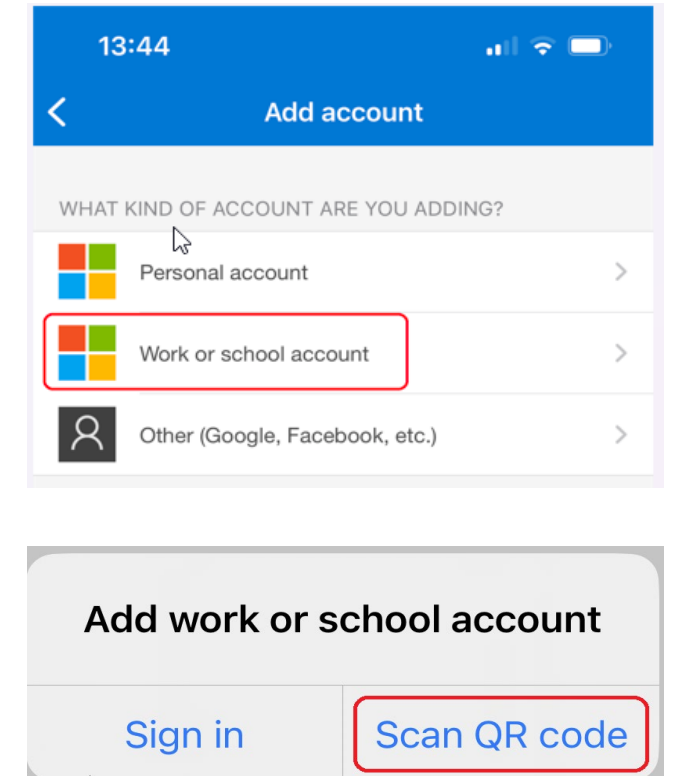 13:44
Add account
WHAT KIND OF ACCOUNT ARE YOU ADDING?
Personal account
Work or school account
Other (Google, Facebook, etc.)
Add work or school account
Sign in
Scan QR code